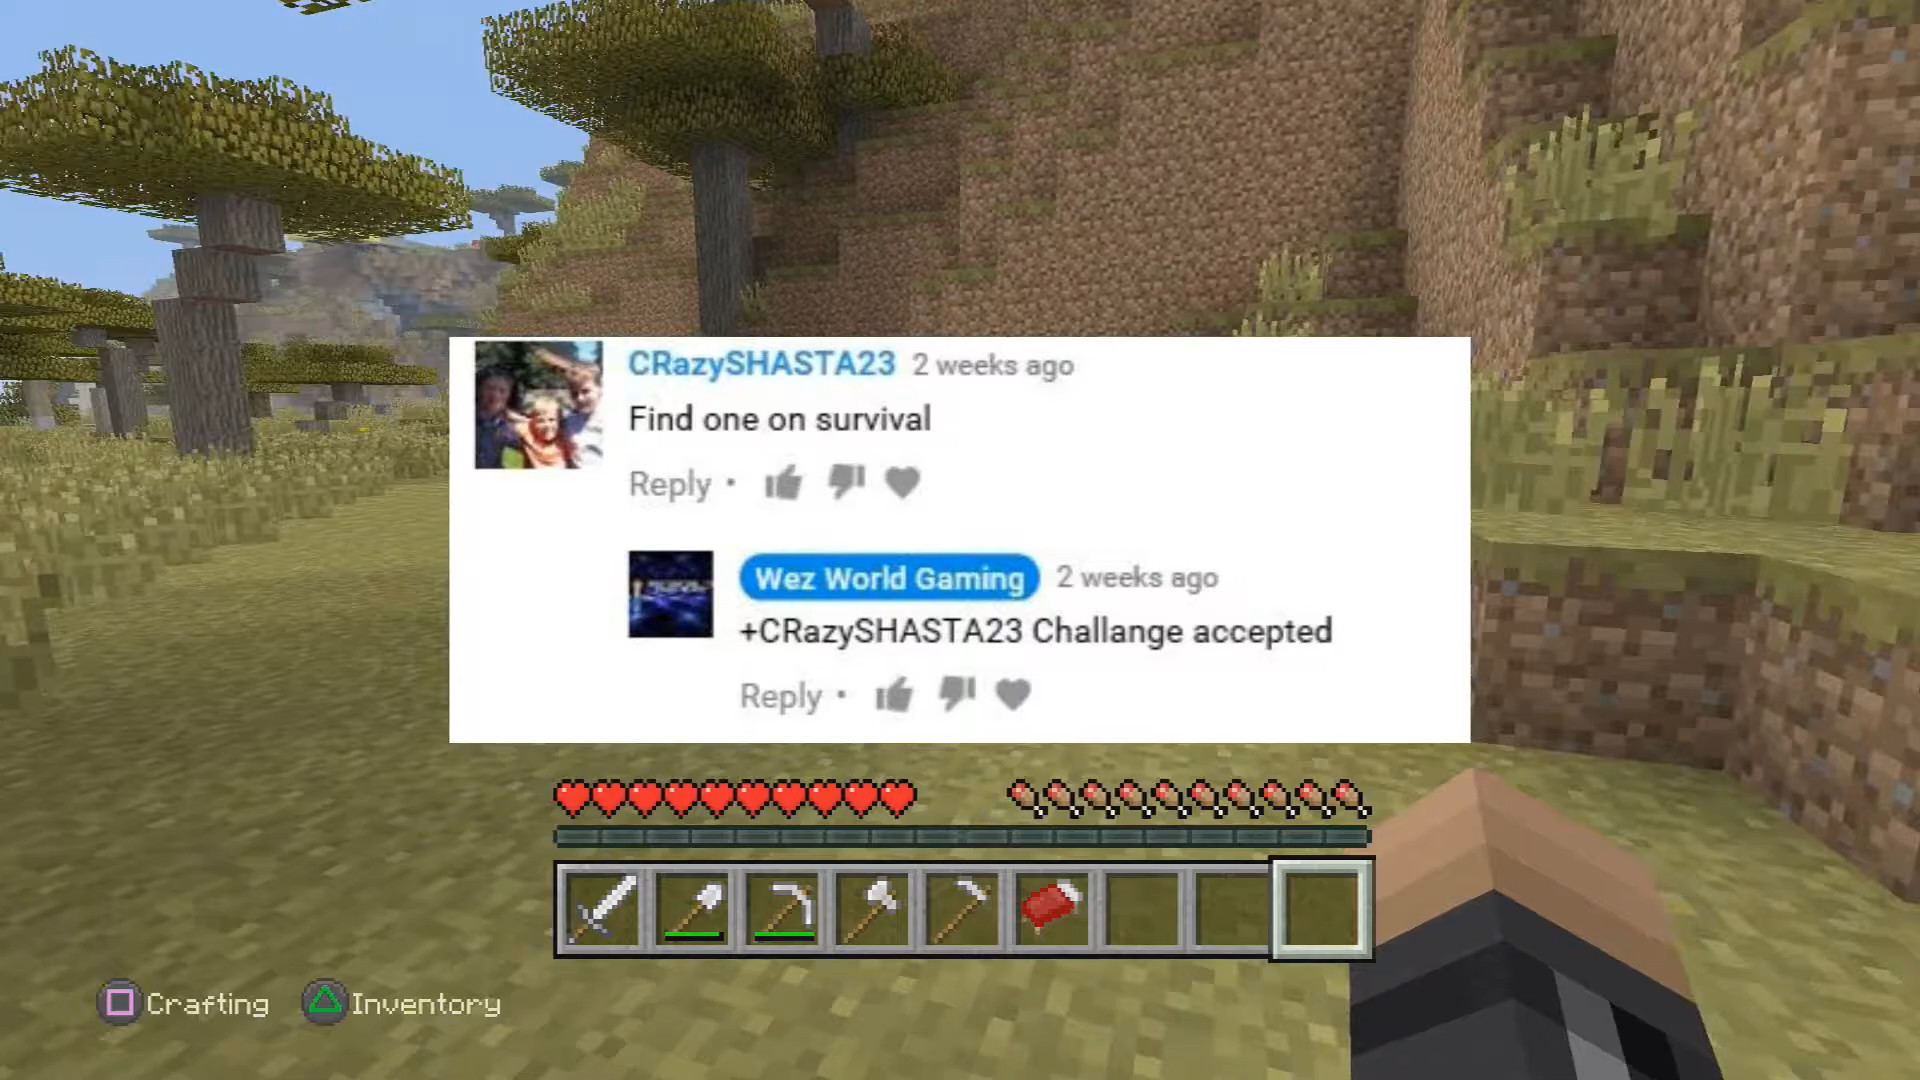 CRazySHASTA23 2 weeks ago
Find one on survival
Reply •
Wez World Gaming 2 weeks ago
+CRazySHASTA23 Challange accepted
Reply •
Crafting Inventory